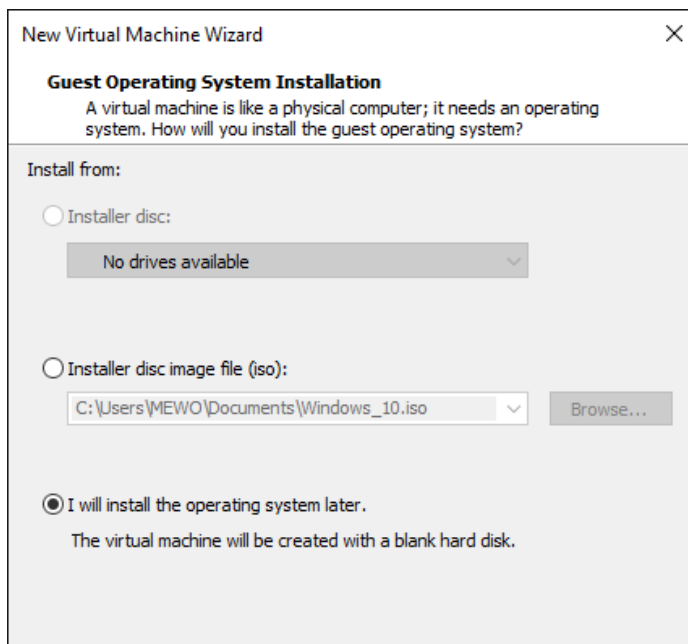 New Virtual Machine Wizard
Guest Operating System Installation
A virtual machine is like a physical computer; it needs an operating
system. How will you install the guest operating system?
Install from:
Installer disc:
No drives available
Installer disc image file (iso):
C:\Users\MEWO\Documents\Windows_10.iso
Browse...
I will install the operating system later.
The virtual machine will be created with a blank hard disk.